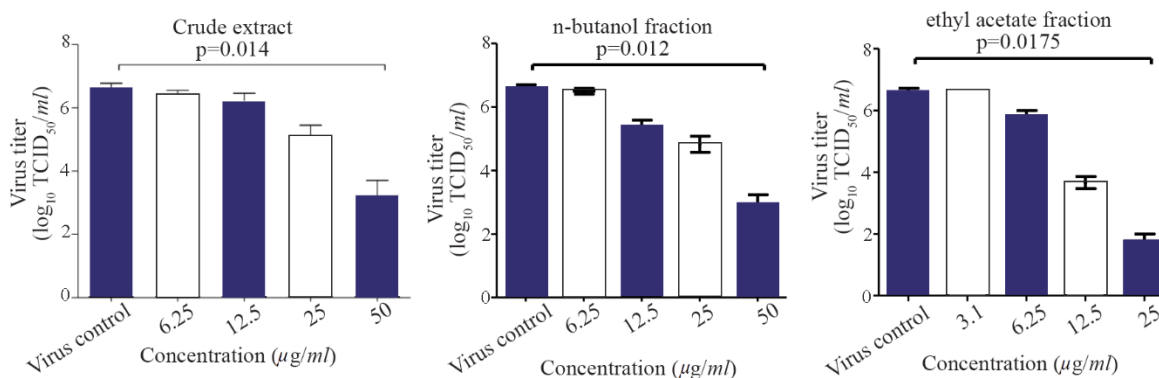 Crude extract
p=0.014
8
6
4
2
0
Virus titer
(log₁₀ TCID₅₀/ml)
Virus control
6.25
12.5
25
50
Concentration (µg/ml)
n-butanol fraction
p=0.012
8
6
4
2
0
Virus titer
(log₁₀ TCID₅₀/ml)
Virus control
6.25
12.5
25
50
Concentration (µg/ml)
ethyl acetate fraction
p=0.0175
8
6
4
2
0
Virus titer
(log₁₀ TCID₅₀/ml)
Virus control
3.1
6.25
12.5
25
Concentration (µg/ml)